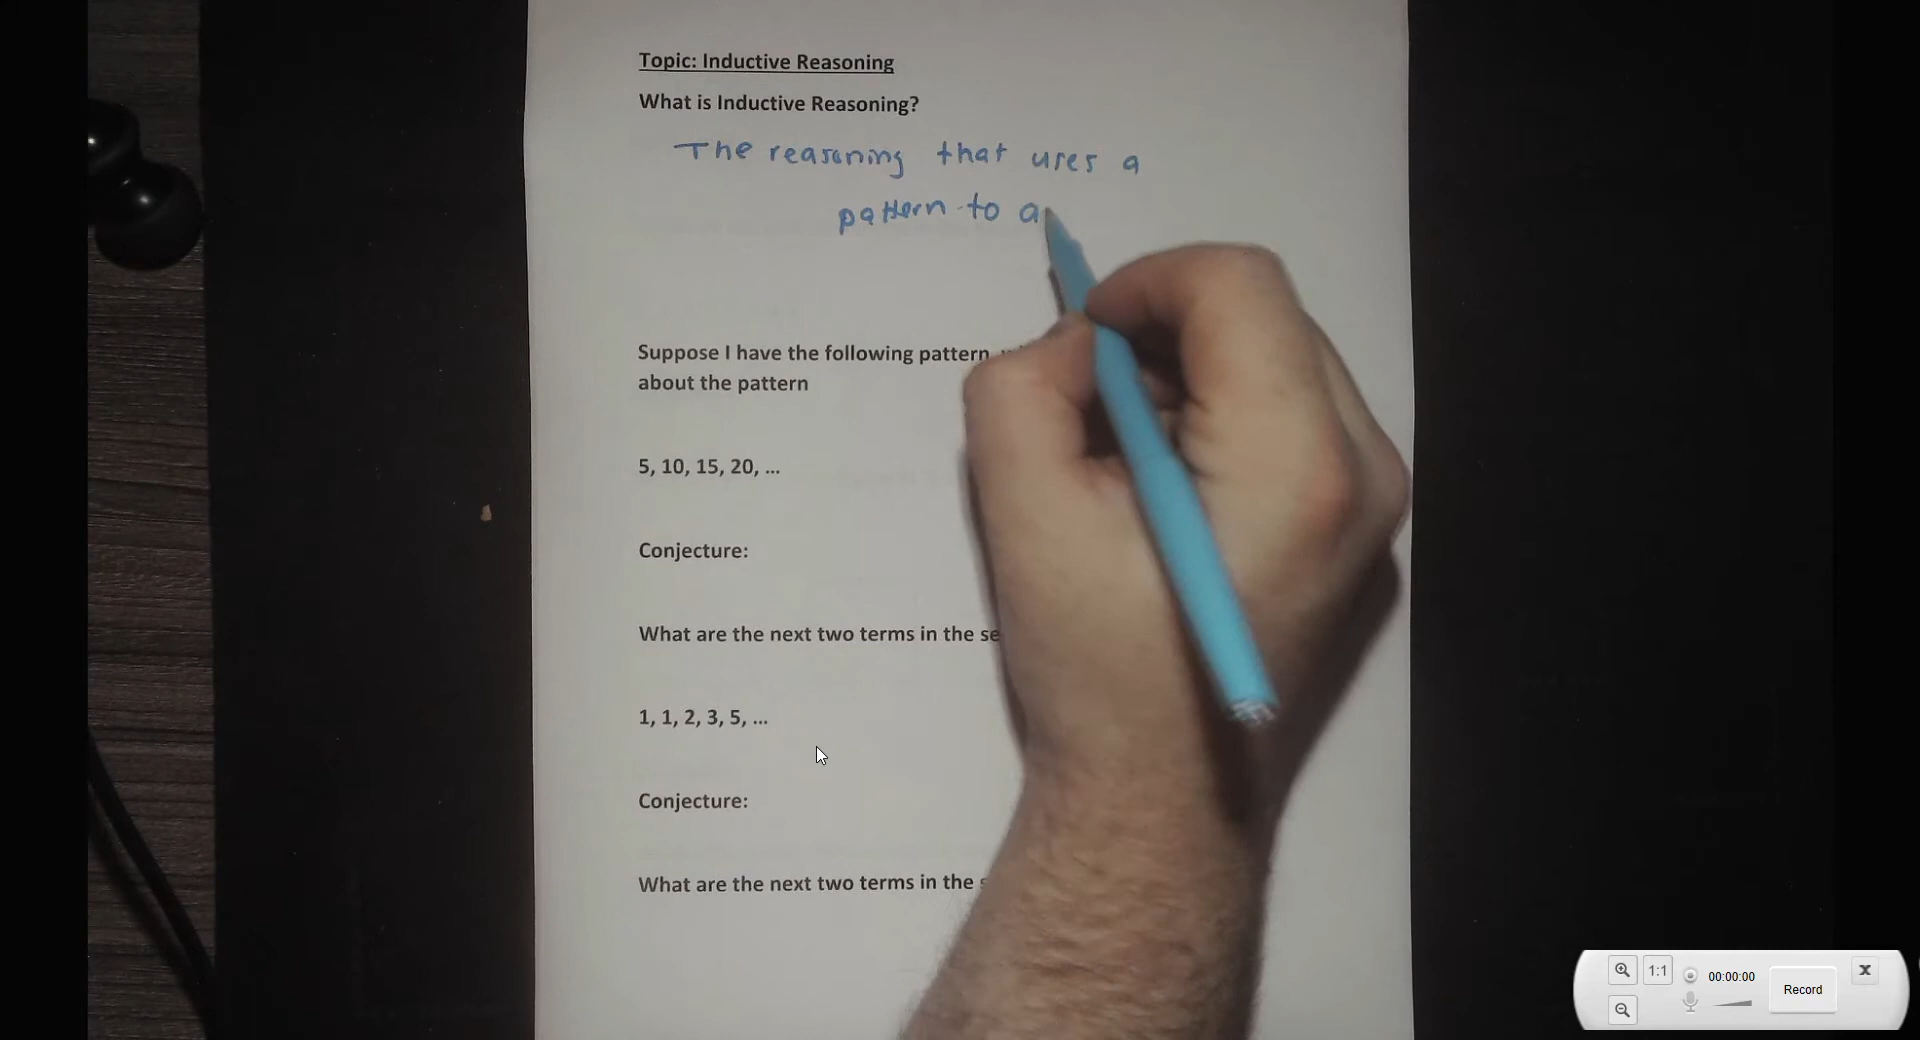 Topic: Inductive Reasoning
What is Inductive Reasoning?
The reasoning that uses a
pattern to a
Suppose I have the following pattern,
about the pattern
5, 10, 15, 20, ...
Conjecture:
What are the next two terms in the se
1, 1, 2, 3, 5, ...
Conjecture:
What are the next two terms in the
1:1
00:00:00
Record